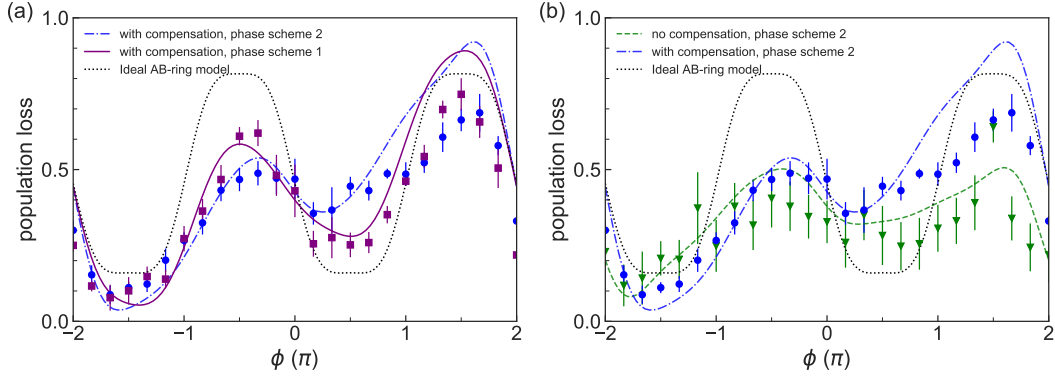 (a)
1.0
with compensation, phase scheme 2
with compensation, phase scheme 1
Ideal AB-ring model
population loss
0.5
0.0
−2
−1
0
1
2
ϕ (π)
(b)
1.0
no compensation, phase scheme 2
with compensation, phase scheme 2
Ideal AB-ring model
population loss
0.5
0.0
−2
−1
0
1
2
ϕ (π)